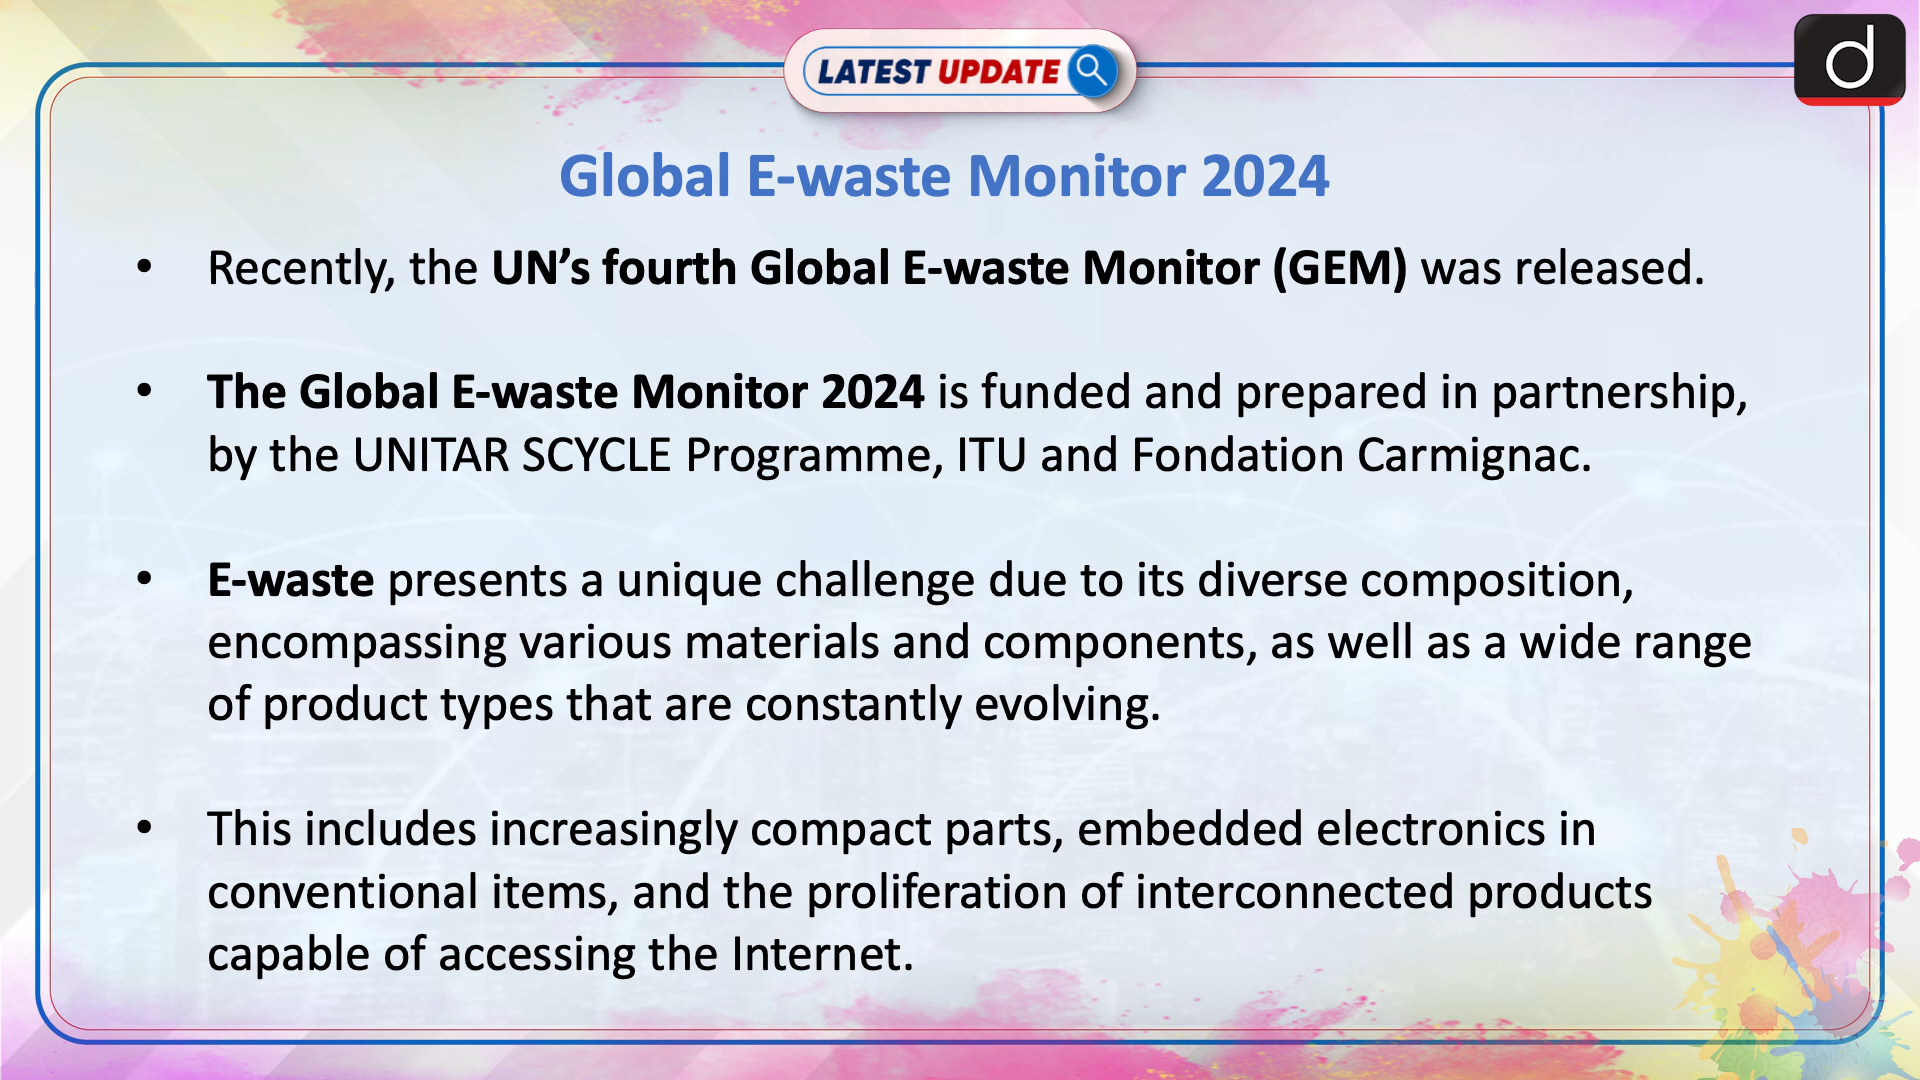 LATEST UPDATE
d
Global E-waste Monitor 2024
• Recently, the UN’s fourth Global E-waste Monitor (GEM) was released.
• The Global E-waste Monitor 2024 is funded and prepared in partnership,
by the UNITAR SCYCLE Programme, ITU and Fondation Carmignac.
• E-waste presents a unique challenge due to its diverse composition,
encompassing various materials and components, as well as a wide range
of product types that are constantly evolving.
• This includes increasingly compact parts, embedded electronics in
conventional items, and the proliferation of interconnected products
capable of accessing the Internet.